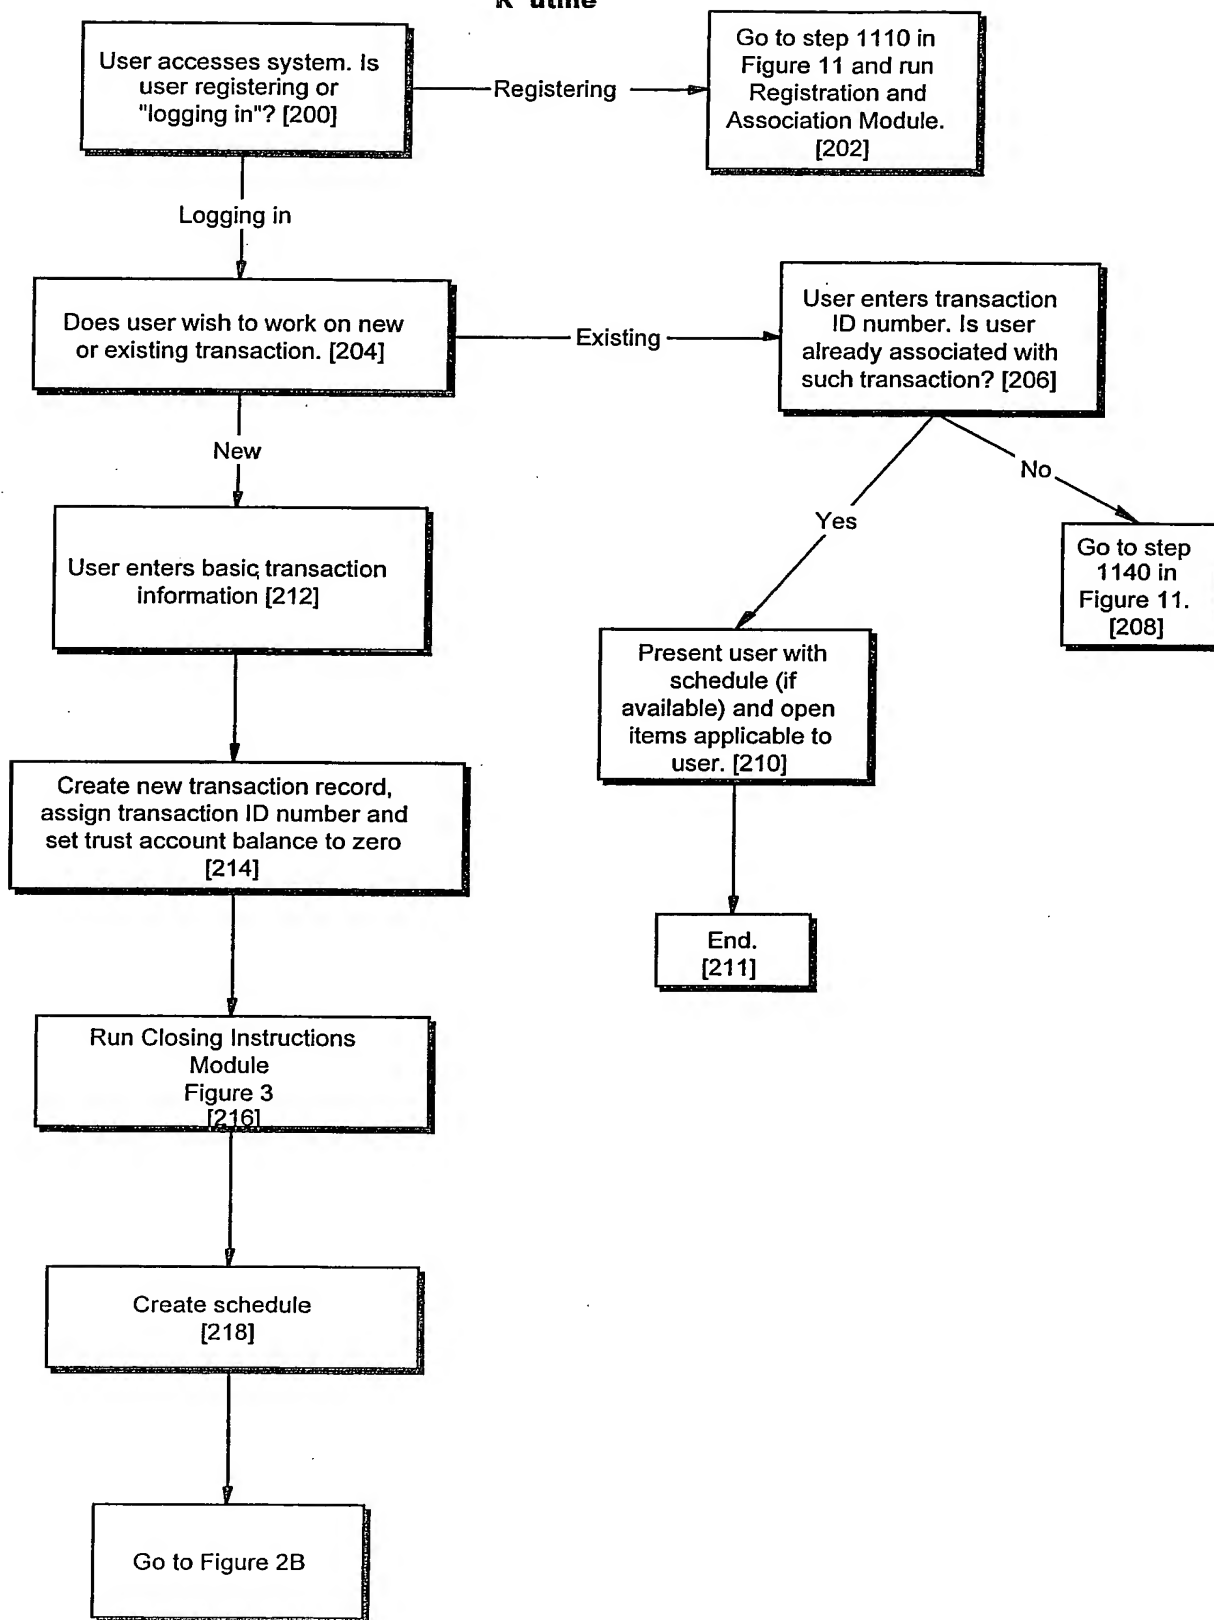 User accesses system. Is
user registering or
"logging in"? [200]
Registering
Go to step 1110 in
Figure 11 and run
Registration and
Association Module.
[202]
Logging in
Does user wish to work on new
or existing transaction. [204]
Existing
User enters transaction
ID number. Is user
already associated with
such transaction? [206]
New
No
Yes
Go to step
1140 in
Figure 11.
[208]
User enters basic transaction
information [212]
Present user with
schedule (if
available) and open
items applicable to
user. [210]
Create new transaction record,
assign transaction ID number and
set trust account balance to zero
[214]
End.
[211]
Run Closing Instructions
Module
Figure 3
[216]
Create schedule
[218]
Go to Figure 2B